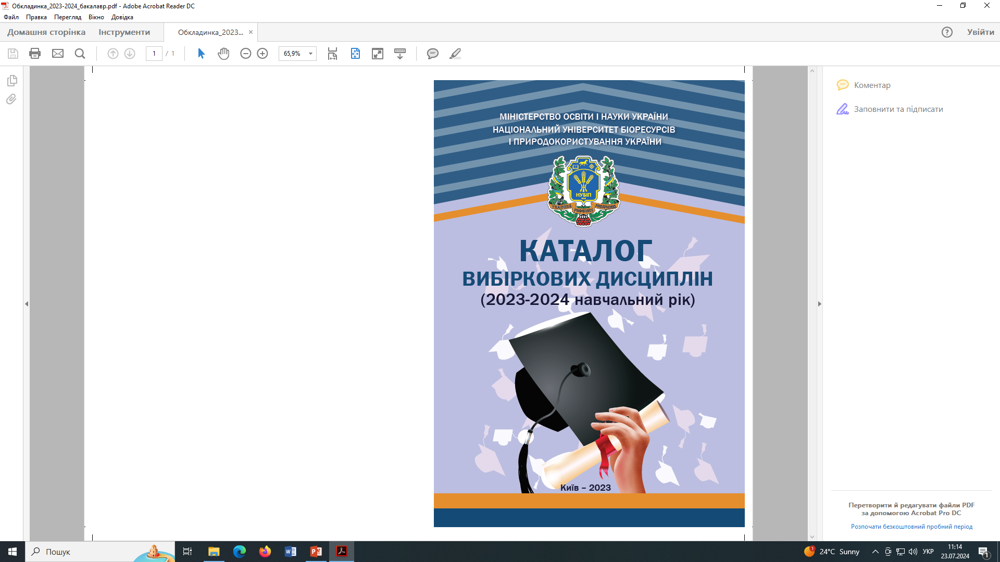 Обкладинка_2023-2024_бакалавр.pdf - Adobe Acrobat Reader DC
Файл Правка Перегляд Вікно Довідка
Домашня сторінка Інструменти Обкладинка_2023... × ? Увійти
1 / 1 65,9%
Коментар
Заповнити та підписати
МІНІСТЕРСТВО ОСВІТИ І НАУКИ УКРАЇНИ
НАЦІОНАЛЬНИЙ УНІВЕРСИТЕТ БІОРЕСУРСІВ
І ПРИРОДОКОРИСТУВАННЯ УКРАЇНИ
НУБІП
КАТАЛОГ
ВИБІРКОВИХ ДИСЦИПЛІН
(2023-2024 навчальний рік)
Київ – 2023
Перетворити й редагувати файли PDF
за допомогою Acrobat Pro DC
Розпочати безкоштовний пробний період
Пошук
1 24°C Sunny УКР 11:14
23.07.2024 1